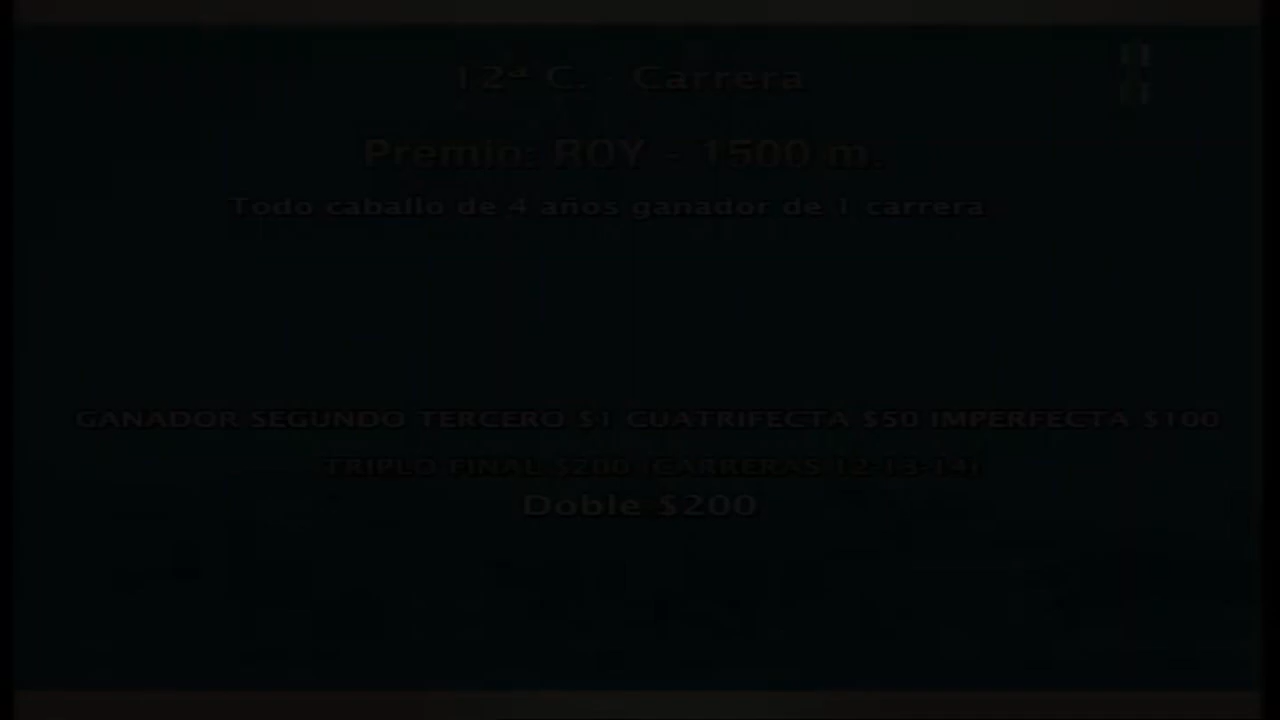 12ª C. Carrera
Premio: ROY - 1500 m.
Todo caballo de 4 años ganador de 1 carrera
GANADOR SEGUNDO TERCERO $1 CUATRIFECTA $50 IMPERFECTA $100
TRIPLO FINAL $200 (CARRERAS 12-13-14)
Doble $200